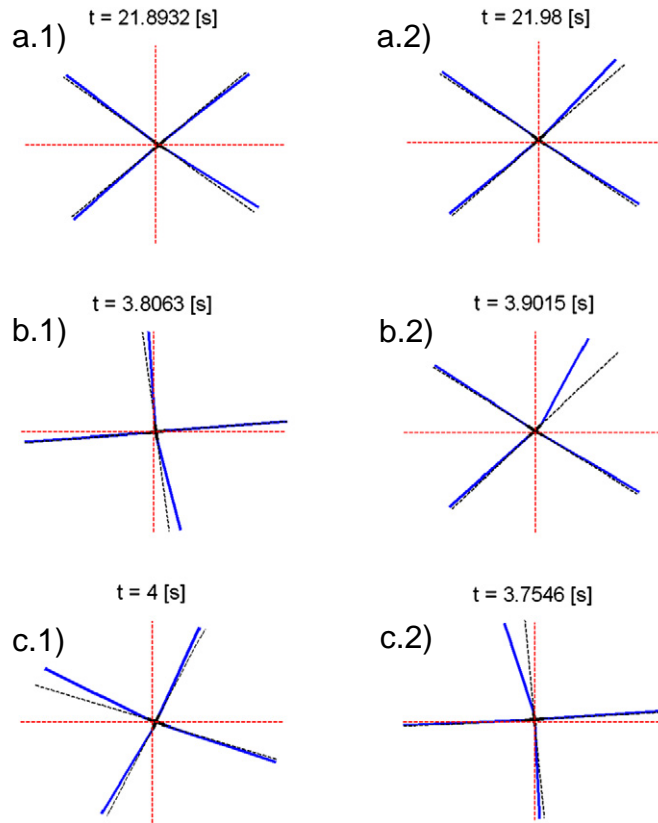 a.1)
t = 21.8932 [s]
a.2)
t = 21.98 [s]
b.1)
t = 3.8063 [s]
b.2)
t = 3.9015 [s]
c.1)
t = 4 [s]
c.2)
t = 3.7546 [s]